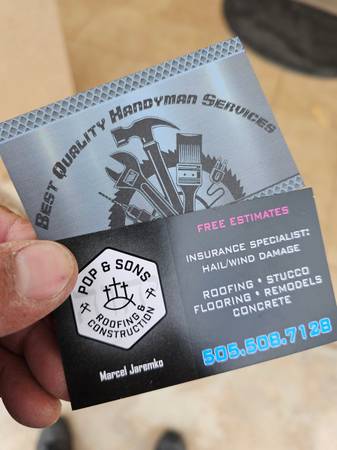 Best Quality Handyman Services
POP & SONS
ROOFING &
CONSTRUCTION
Marcel Jaremko
FREE ESTIMATES
INSURANCE SPECIALIST:
HAIL/WIND DAMAGE
ROOFING • STUCCO
FLOORING • REMODELS
CONCRETE
505.508.7128